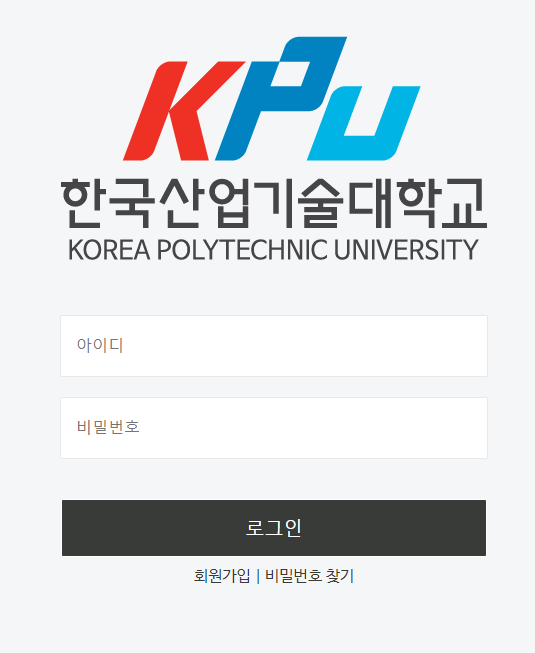 KPU
한국산업기술대학교
KOREA POLYTECHNIC UNIVERSITY
아이디
비밀번호
로그인
회원가입 | 비밀번호 찾기